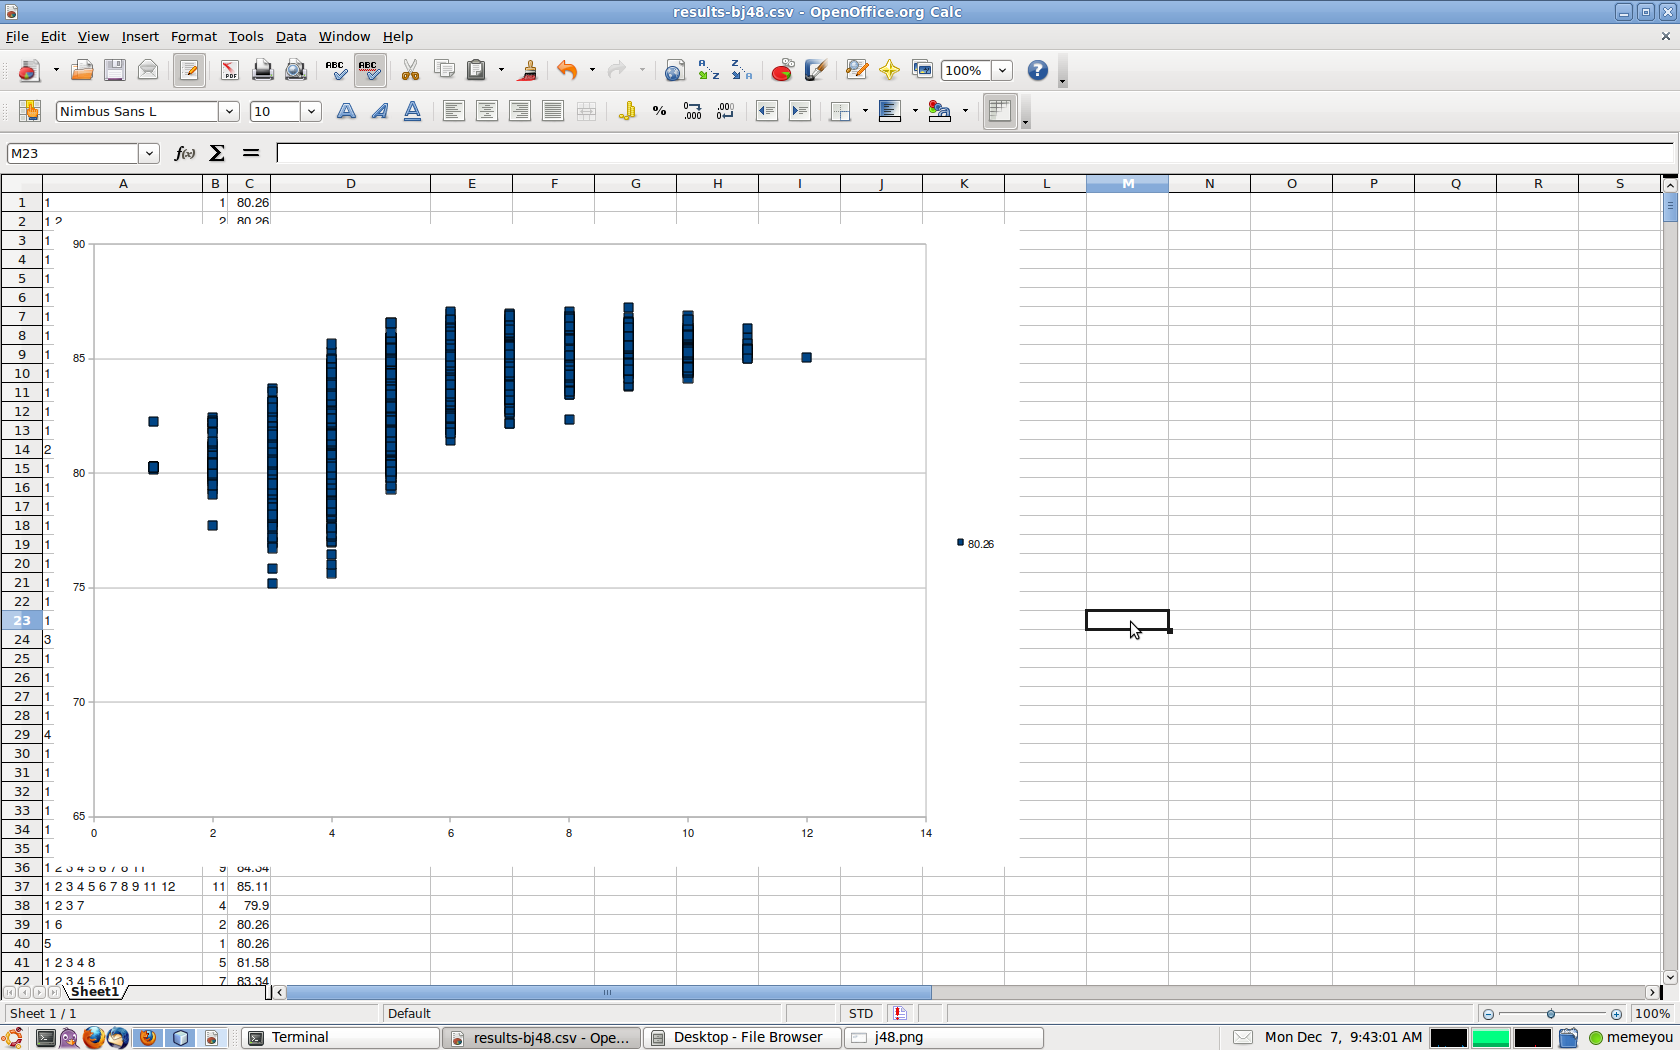 results-bj48.csv - OpenOffice.org Calc
File Edit View Insert Format Tools Data Window Help
100%
Nimbus Sans L 10
M23 f(x) Σ =
A B C D E F G H I J K L M N O P Q R S
1 1 1 80.26
2 1 2 2 80.26
3 1
4 1
5 1
6 1
7 1
8 1
9 1
10 1
11 1
12 1
13 1
14 2
15 1
16 1
17 1
18 1
19 1
20 1
21 1
22 1
23 1
24 3
25 1
26 1
27 1
28 1
29 4
30 1
31 1
32 1
33 1
34 1
35 1
90
85
80
75
70
65
0 2 4 6 8 10 12 14
80.26
36 1 2 3 4 5 6 7 8 11 9 84.34
37 1 2 3 4 5 6 7 8 9 11 12 11 85.11
38 1 2 3 7 4 79.9
39 1 6 2 80.26
40 5 1 80.26
41 1 2 3 4 8 5 81.58
42 1 2 3 4 5 6 10 7 83.34
Sheet1
Sheet 1 / 1 Default STD 100%
Terminal results-bj48.csv - Ope... Desktop - File Browser j48.png Mon Dec 7, 9:43:01 AM memeyou